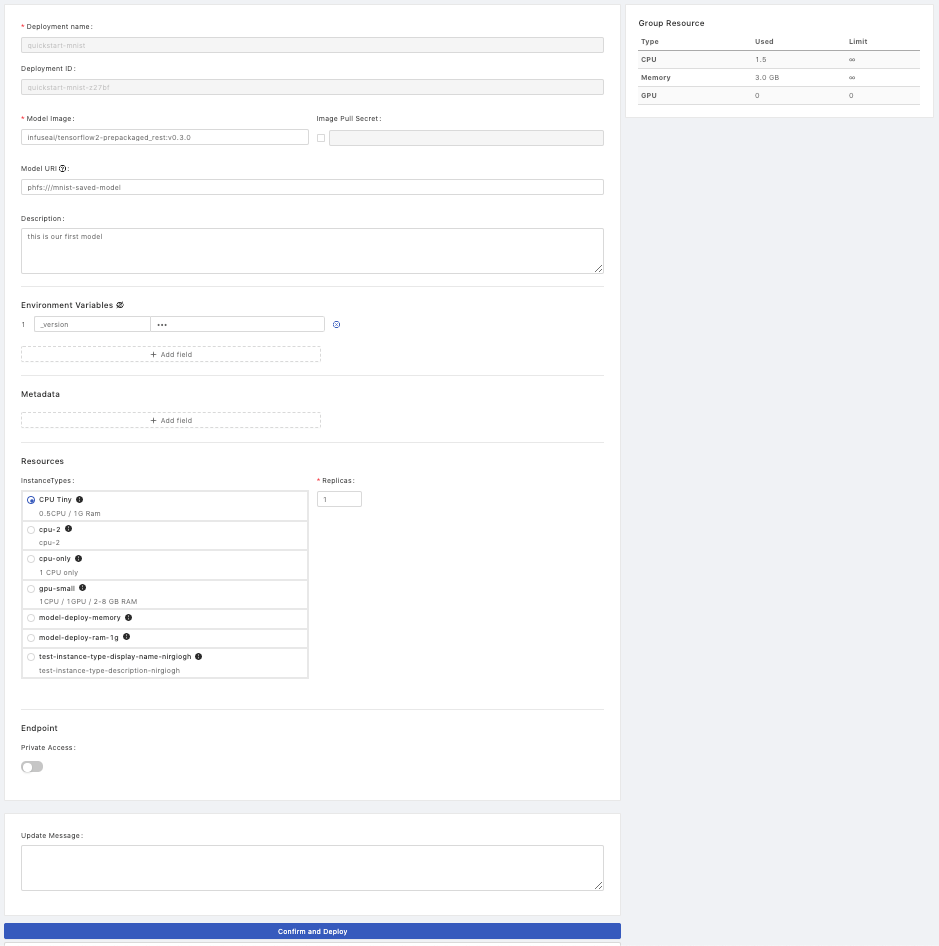 * Deployment name:
quickstart-mnist
Deployment ID:
quickstart-mnist-z27bf
* Model Image:
Image Pull Secret:
infuseai/tensorflow2-prepackaged_rest:v0.3.0
Model URI ?:
phfs:///mnist-saved-model
Description:
this is our first model
Environment Variables
1 _version •••
+ Add field
Metadata
+ Add field
Resources
InstanceTypes:
* Replicas:
1
CPU Tiny
0.5CPU / 1G Ram
cpu-2
cpu-2
cpu-only
1 CPU only
gpu-small
1CPU / 1GPU / 2-8 GB RAM
model-deploy-memory
model-deploy-ram-1g
test-instance-type-display-name-nirgiogh
test-instance-type-description-nirgiogh
Endpoint
Private Access:
Update Message:
Confirm and Deploy
Group Resource
Type Used Limit
CPU 1.5 ∞
Memory 3.0 GB ∞
GPU 0 0